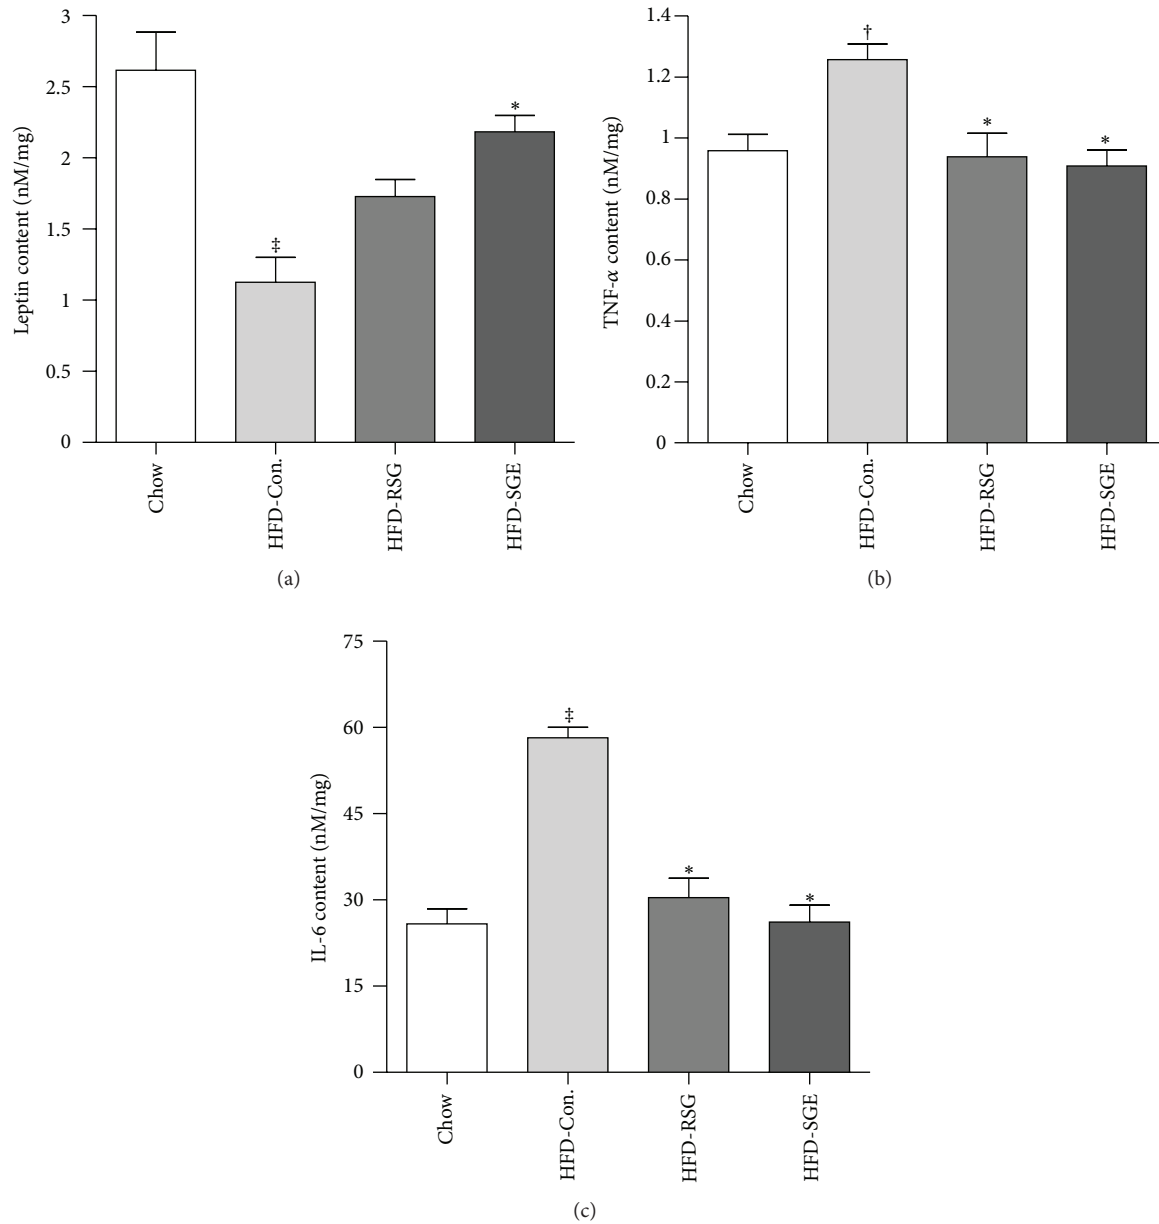 3
2.5
2
1.5
1
0.5
0
Leptin content (nM/mg)
‡
*
Chow
HFD-Con.
HFD-RSG
HFD-SGE
(a)
1.4
1.2
1
0.8
0.6
0.4
0.2
0
TNF-α content (nM/mg)
†
*
*
Chow
HFD-Con.
HFD-RSG
HFD-SGE
(b)
75
60
45
30
15
0
IL-6 content (nM/mg)
‡
*
*
Chow
HFD-Con.
HFD-RSG
HFD-SGE
(c)